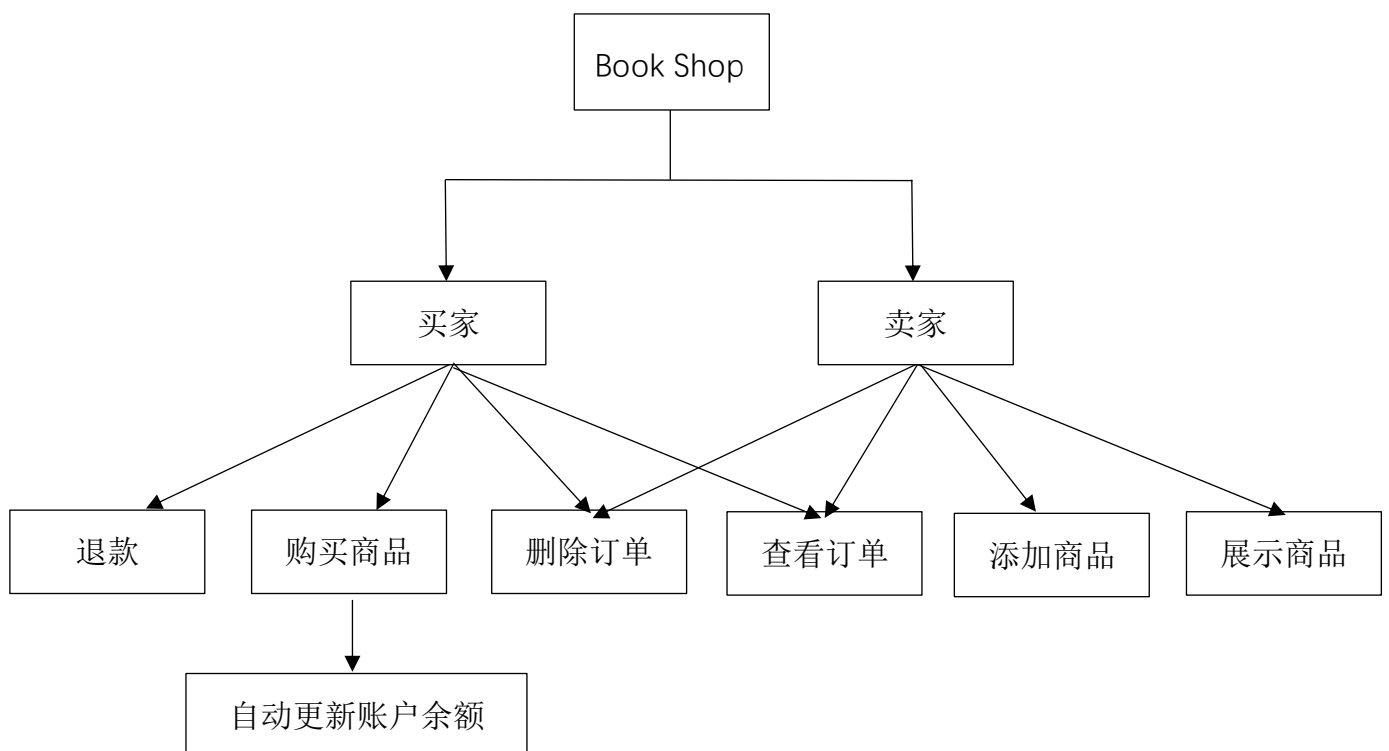 Book Shop
买家
卖家
退款
购买商品
删除订单
查看订单
添加商品
展示商品
自动更新账户余额